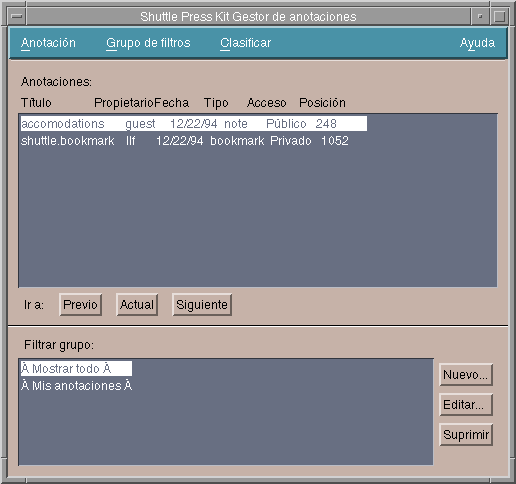 Shuttle Press Kit Gestor de anotaciones
Anotación Grupo de filtros Clasificar Ayuda
Anotaciones:
Título PropietarioFecha Tipo Acceso Posición
accomodations guest 12/22/94 note Público 248
shuttle.bookmark llf 12/22/94 bookmark Privado 1052
Ir a: Previo Actual Siguiente
Filtrar grupo:
À Mostrar todo À
À Mis anotaciones À
Nuevo...
Editar...
Suprimir